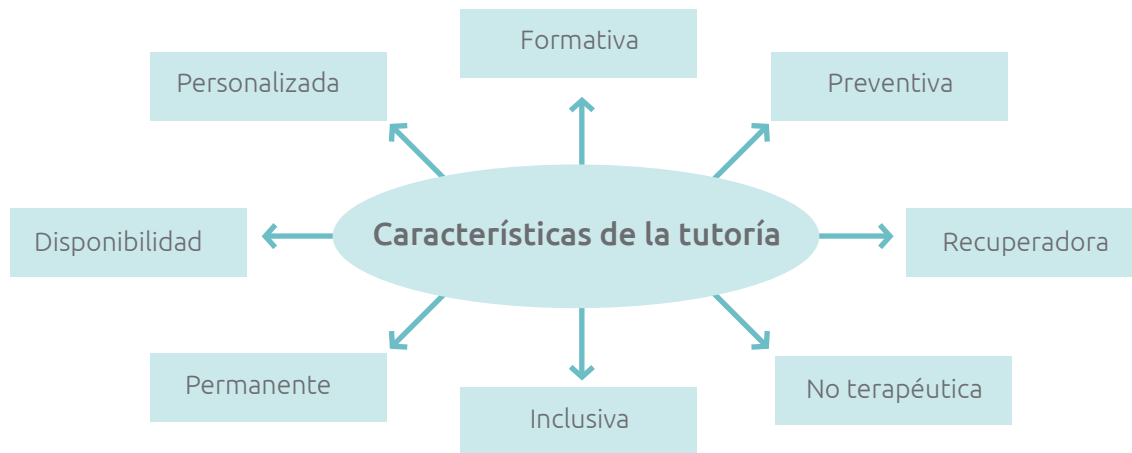 Formativa
Personalizada
Preventiva
Disponibilidad
Características de la tutoría
Recuperadora
Permanente
No terapéutica
Inclusiva